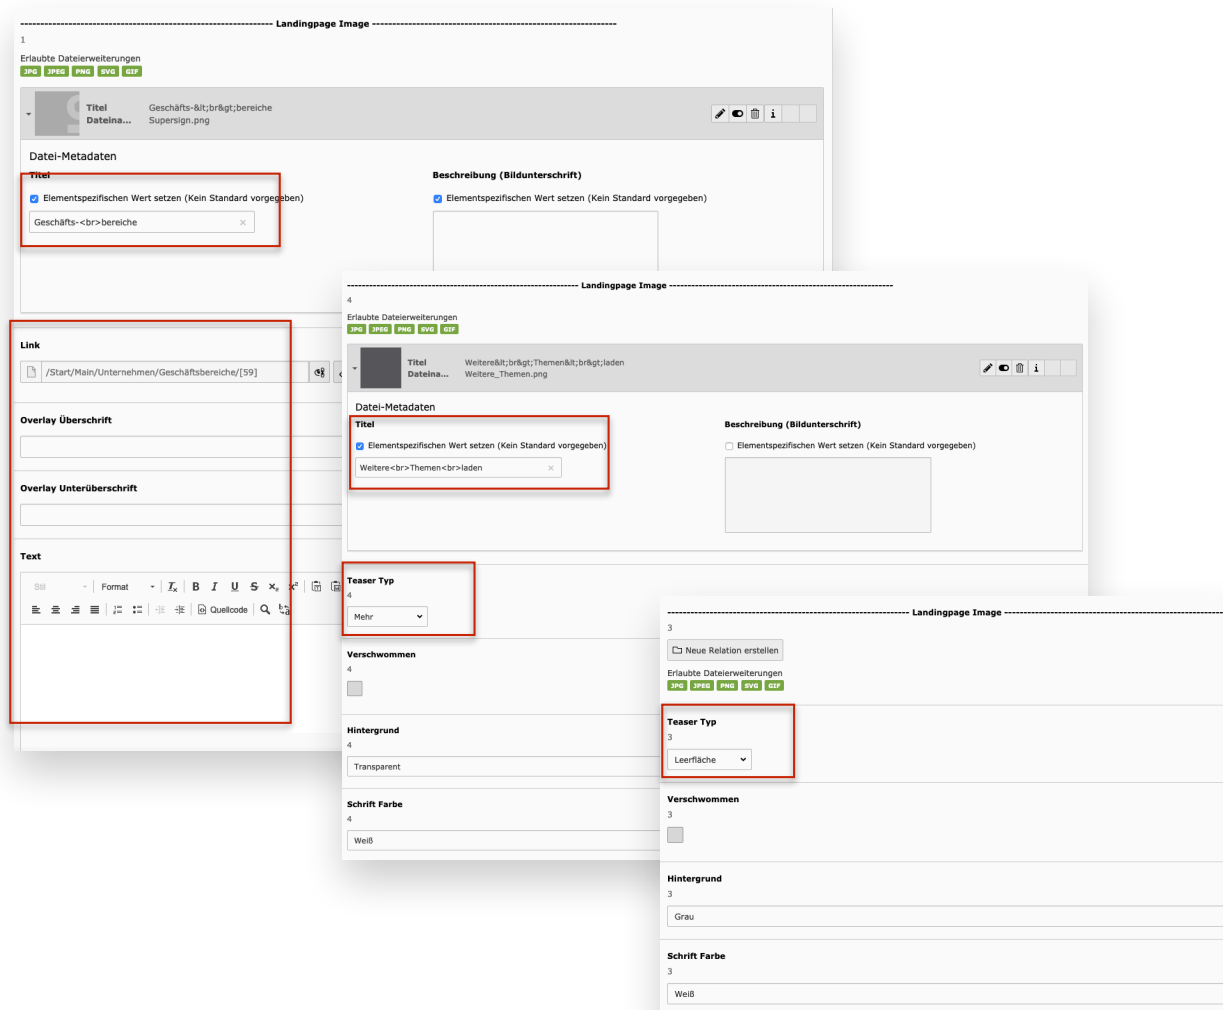 Landingpage Image
1
Erlaubte Dateierweiterungen
JPG JPEG PNG SVG GIF
Titel Geschäfts-&lt;br&gt;bereiche
Dateina... Supersign.png
Datei-Metadaten
Titel
Elementspezifischen Wert setzen (Kein Standard vorgegeben)
Geschäfts-<br>bereiche
Beschreibung (Bildunterschrift)
Elementspezifischen Wert setzen (Kein Standard vorgegeben)
Link
/Start/Main/Unternehmen/Geschäftsbereiche/[59]
Overlay Überschrift
Overlay Unterüberschrift
Text
Stil Format
Quellcode
Landingpage Image
4
Erlaubte Dateierweiterungen
JPG JPEG PNG SVG GIF
Titel Weitere&lt;br&gt;Themen&lt;br&gt;laden
Dateina... Weitere_Themen.png
Datei-Metadaten
Titel
Elementspezifischen Wert setzen (Kein Standard vorgegeben)
Weitere<br>Themen<br>laden
Beschreibung (Bildunterschrift)
Elementspezifischen Wert setzen (Kein Standard vorgegeben)
Teaser Typ
4
Mehr
Verschwommen
4
Hintergrund
4
Transparent
Schrift Farbe
4
Weiß
Landingpage Image
3
Neue Relation erstellen
Erlaubte Dateierweiterungen
JPG JPEG PNG SVG GIF
Teaser Typ
3
Leerfläche
Verschwommen
3
Hintergrund
3
Grau
Schrift Farbe
3
Weiß